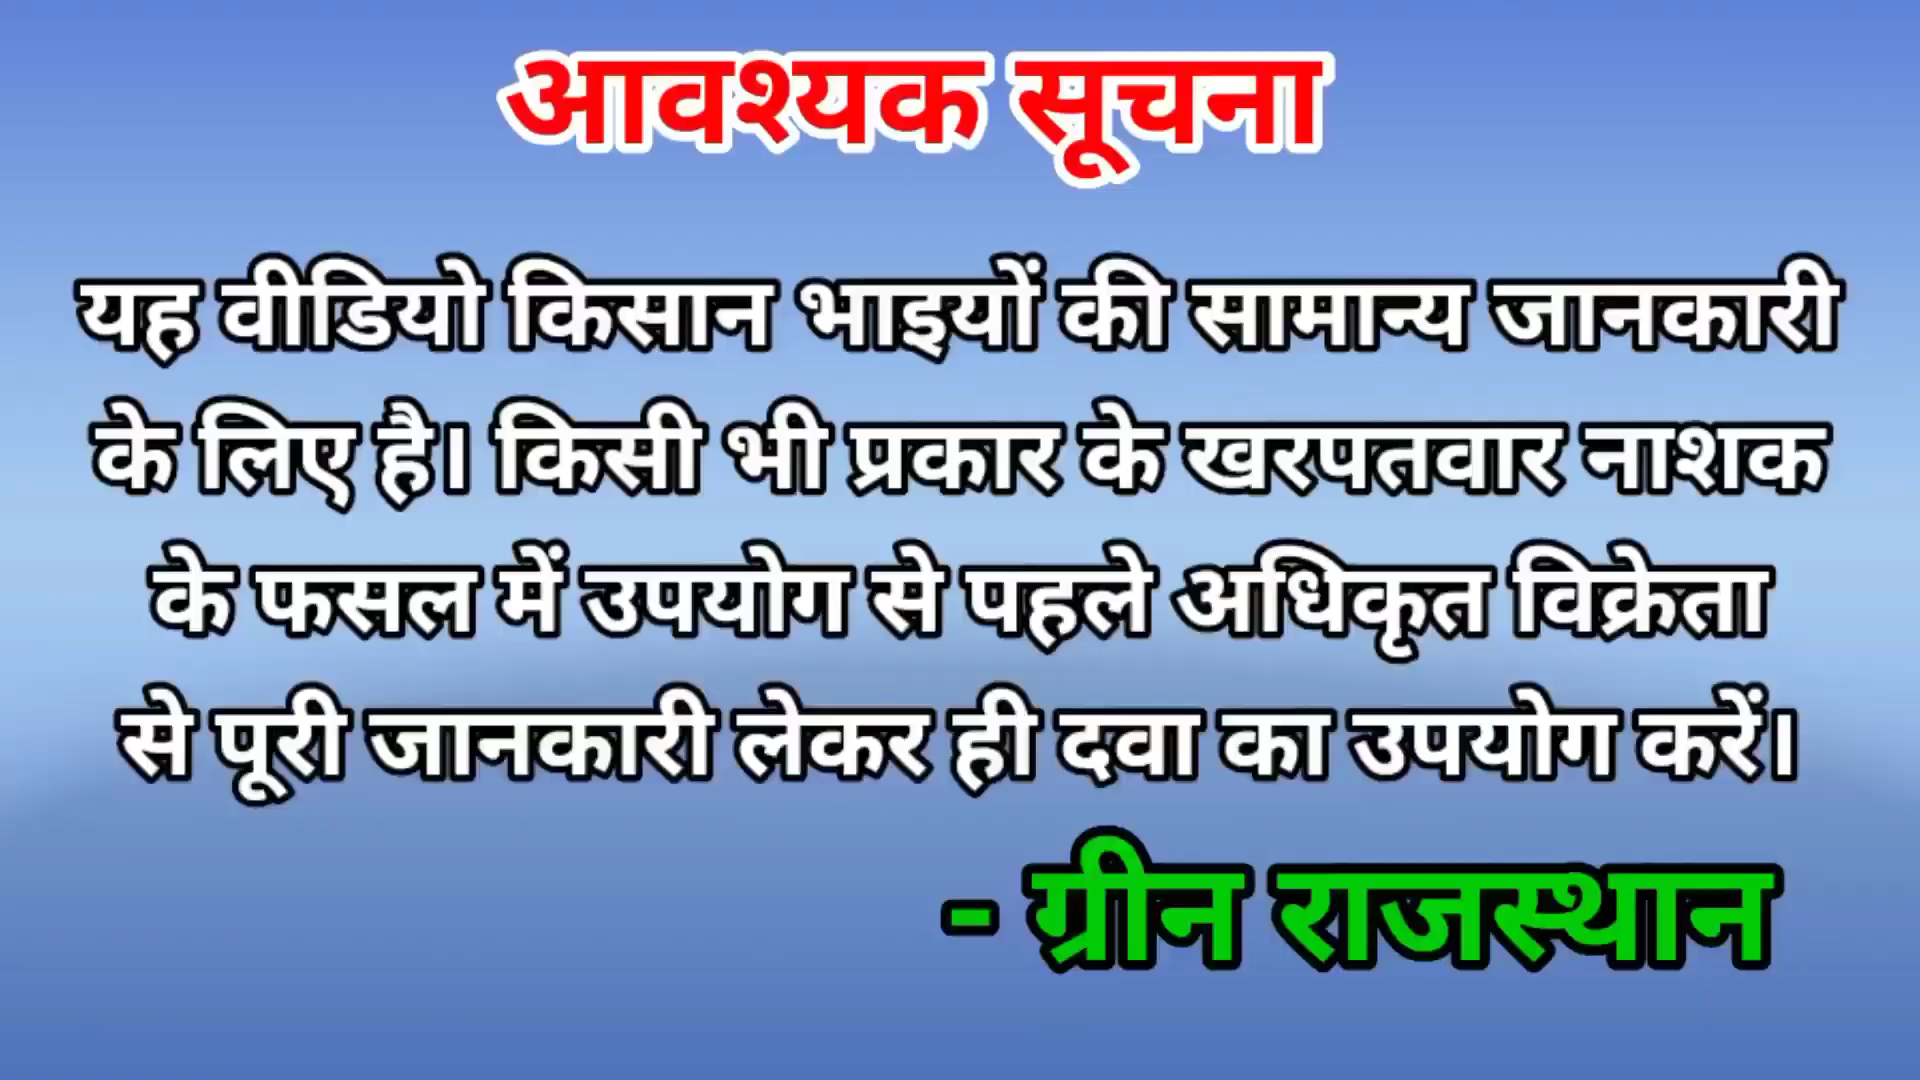 आवश्यक सूचना
यह वीडियो किसान भाइयों की सामान्य जानकारी
के लिए है। किसी भी प्रकार के खरपतवार नाशक
के फसल में उपयोग से पहले अधिकृत विक्रेता
से पूरी जानकारी लेकर ही दवा का उपयोग करें।
- ग्रीन राजस्थान